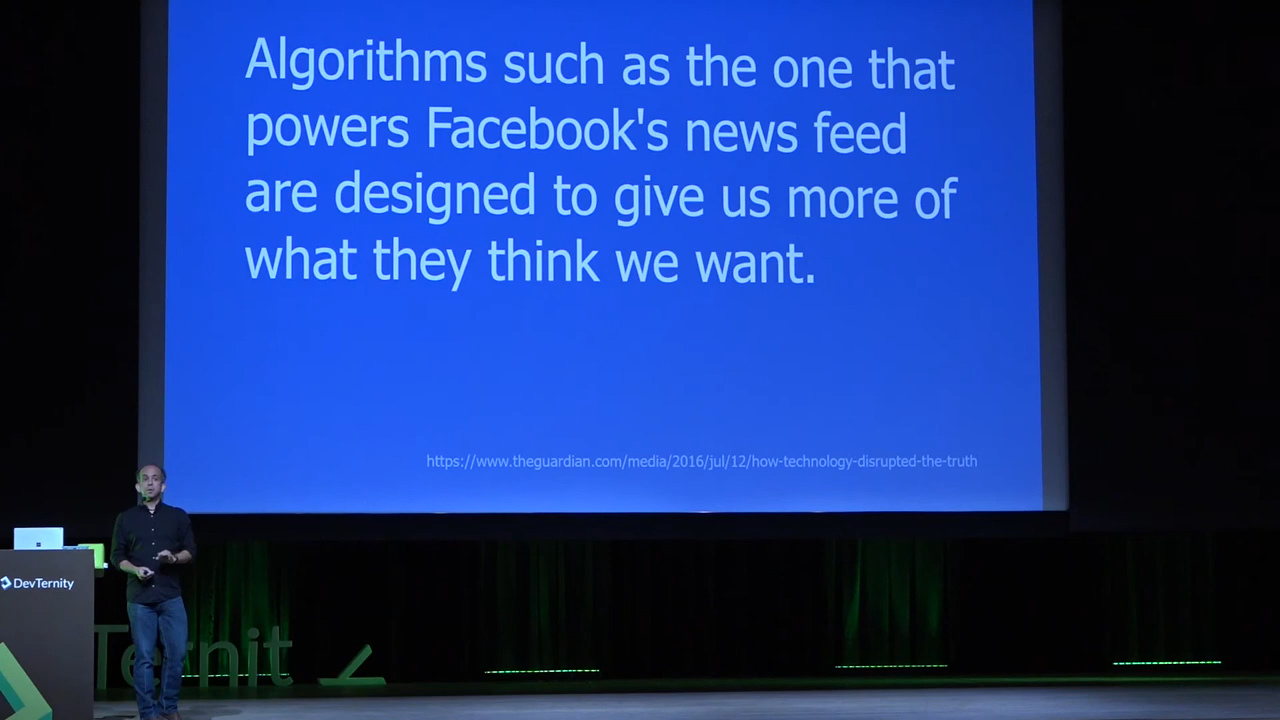 Algorithms such as the one that
powers Facebook's news feed
are designed to give us more of
what they think we want.
https://www.theguardian.com/media/2016/jul/12/how-technology-disrupted-the-truth
DevTernity
Ternit